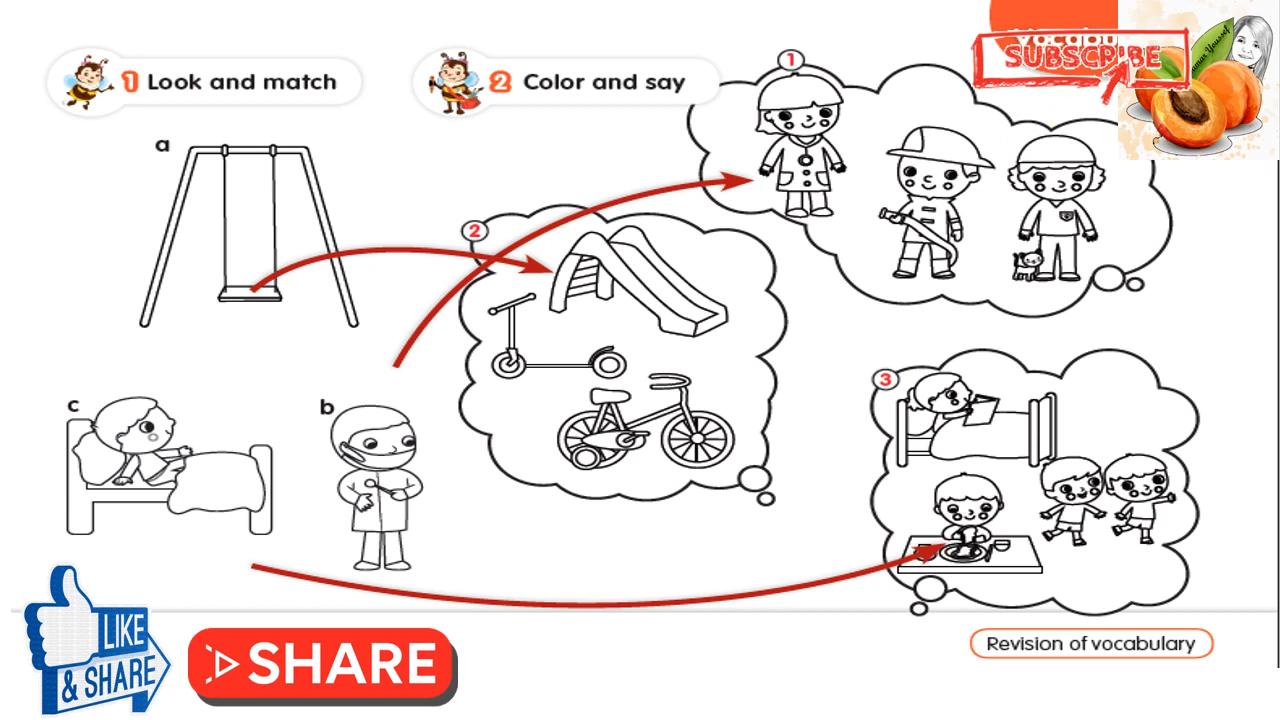 1 Look and match
2 Color and say
1
SUBSCRIBE
a
2
3
c
b
LIKE
& SHARE
SHARE
Revision of vocabulary